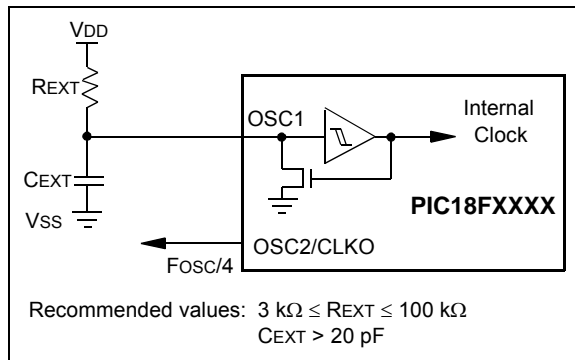 VDD
REXT
OSC1
Internal
Clock
CEXT
PIC18FXXXX
VSS
OSC2/CLKO
FOSC/4
Recommended values: 3 kΩ ≤ REXT ≤ 100 kΩ
CEXT > 20 pF